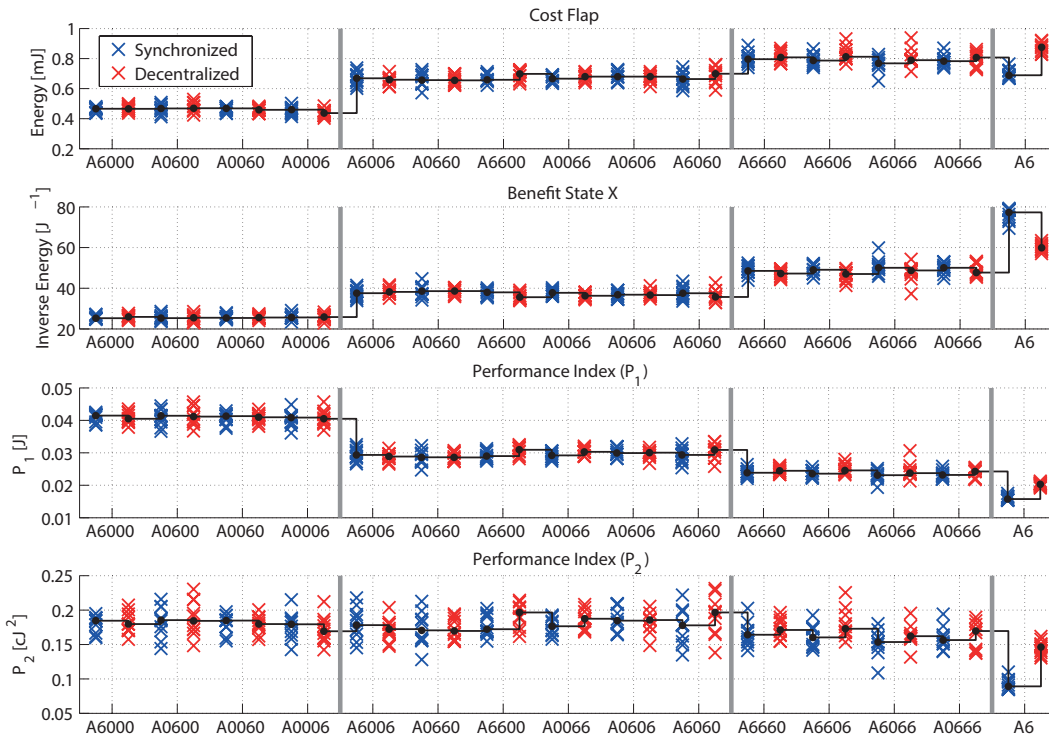 Cost Flap
Energy [mJ]
1
0.8
0.6
0.4
0.2
Synchronized
Decentralized
A6000 A0600 A0060 A0006 A6006 A0660 A6600 A0066 A0606 A6060 A6660 A6606 A6066 A0666 A6
Benefit State X
Inverse Energy [J⁻¹]
80
60
40
20
A6000 A0600 A0060 A0006 A6006 A0660 A6600 A0066 A0606 A6060 A6660 A6606 A6066 A0666 A6
Performance Index (P₁)
P₁ [J]
0.05
0.04
0.03
0.02
0.01
A6000 A0600 A0060 A0006 A6006 A0660 A6600 A0066 A0606 A6060 A6660 A6606 A6066 A0666 A6
Performance Index (P₂)
P₂ [cJ²]
0.25
0.2
0.15
0.1
0.05
A6000 A0600 A0060 A0006 A6006 A0660 A6600 A0066 A0606 A6060 A6660 A6606 A6066 A0666 A6